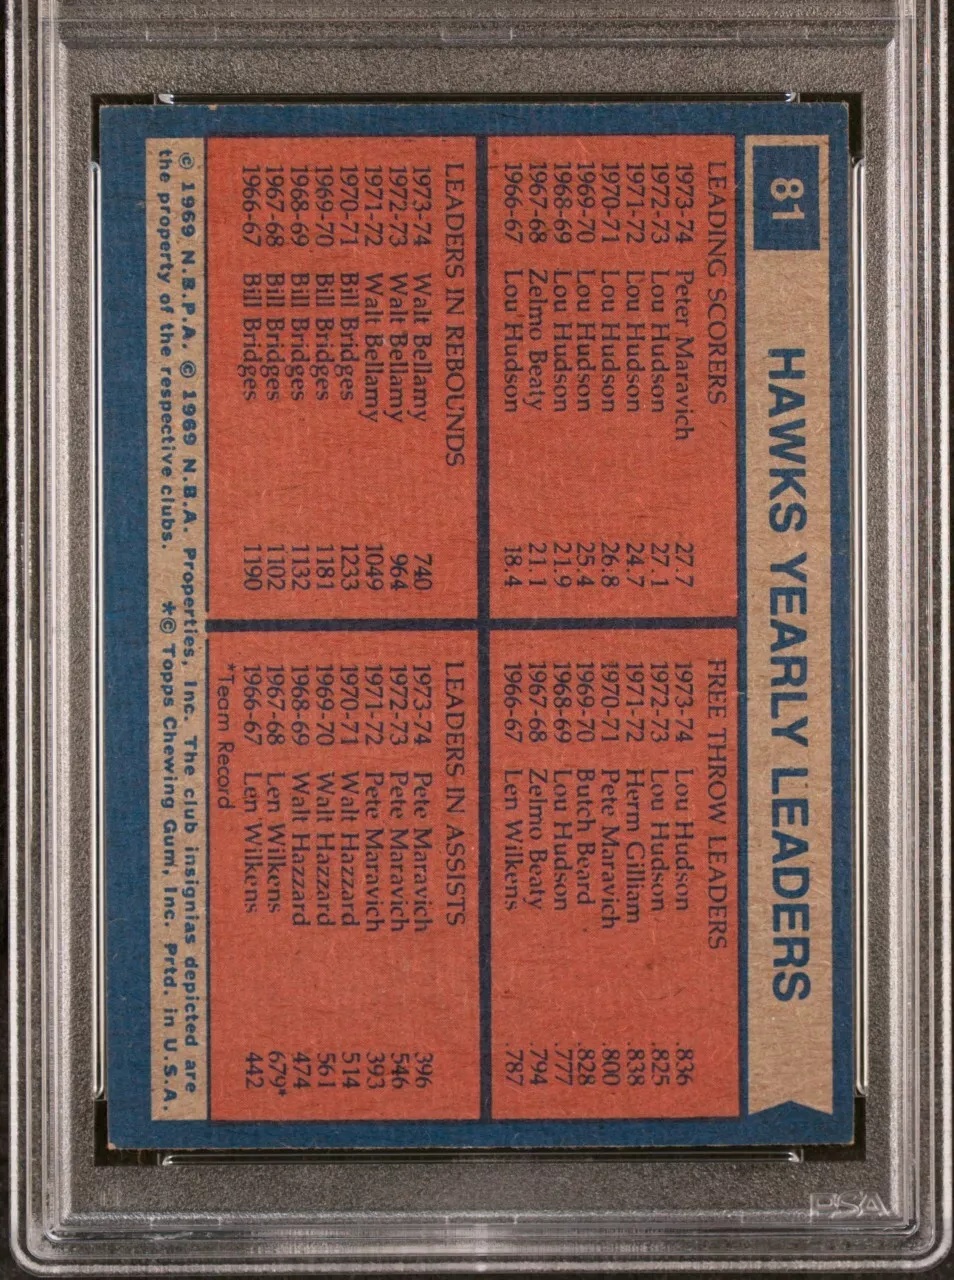 81 HAWKS YEARLY LEADERS
LEADING SCORERS
1973-74 Peter Maravich 27.7
1972-73 Lou Hudson 27.1
1971-72 Lou Hudson 24.7
1970-71 Lou Hudson 26.8
1969-70 Lou Hudson 25.4
1968-69 Lou Hudson 21.9
1967-68 Zelmo Beaty 21.1
1966-67 Lou Hudson 18.4
FREE THROW LEADERS
1973-74 Lou Hudson .836
1972-73 Lou Hudson .825
1971-72 Herm Gilliam .838
1970-71 Pete Maravich .800
1969-70 Butch Beard .828
1968-69 Lou Hudson .777
1967-68 Zelmo Beaty .794
1966-67 Len Wilkens .787
LEADERS IN REBOUNDS
1973-74 Walt Bellamy 740
1972-73 Walt Bellamy 964
1971-72 Walt Bellamy 1049
1970-71 Bill Bridges 1233
1969-70 Bill Bridges 1181
1968-69 Bill Bridges 1132
1967-68 Bill Bridges 1102
1966-67 Bill Bridges 1190
LEADERS IN ASSISTS
1973-74 Pete Maravich 396
1972-73 Pete Maravich 546
1971-72 Pete Maravich 393
1970-71 Walt Hazzard 514
1969-70 Walt Hazzard 561
1968-69 Walt Hazzard 474
1967-68 Len Wilkens 679*
1966-67 Len Wilkens 442
*Team Record
© 1969 N.B.P.A. © 1969 N.B.A. Properties, Inc. The club insignias depicted are
the property of the respective clubs. *© Topps Chewing Gum, Inc. Prtd. in U.S.A.
PSA